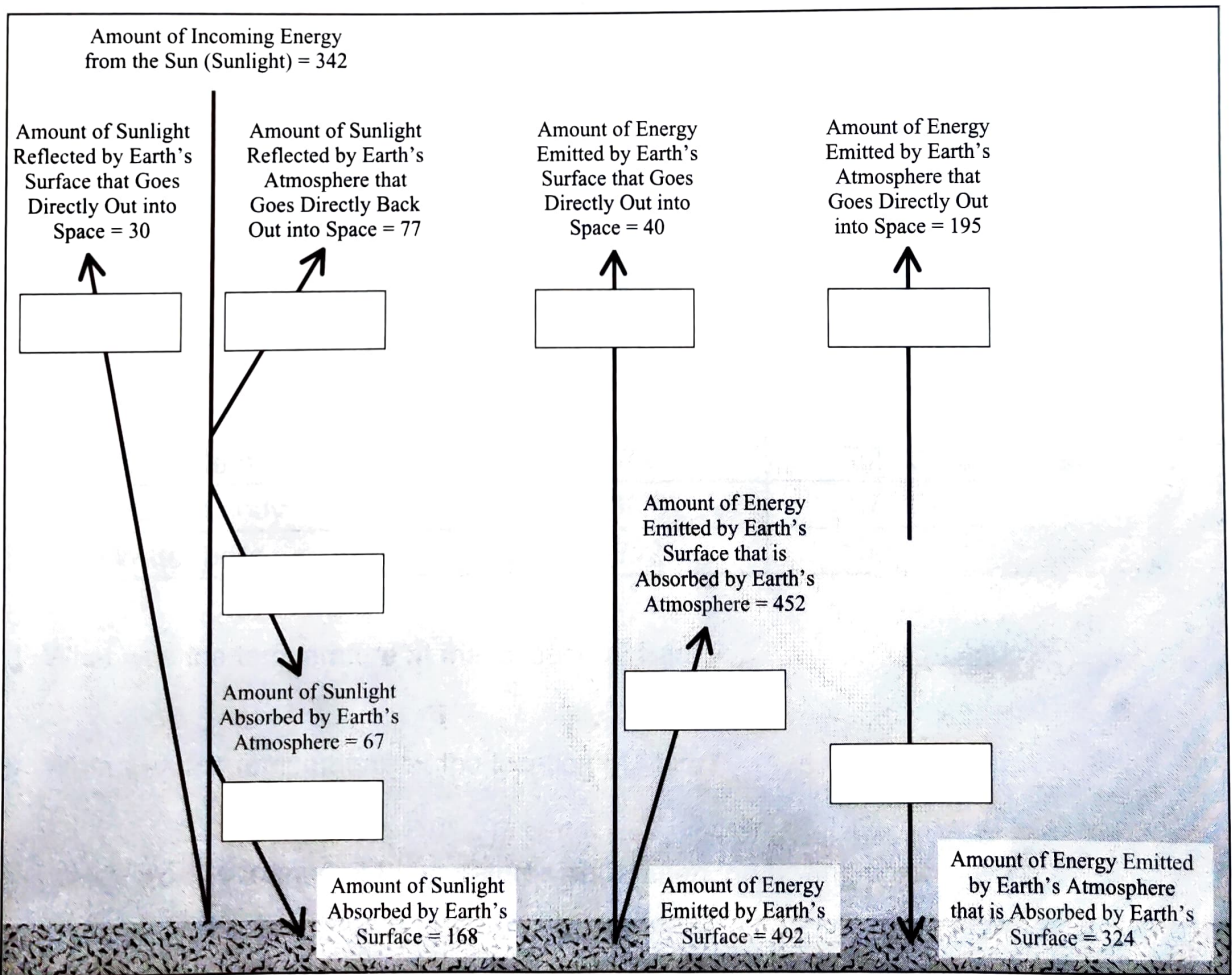 Amount of Incoming Energy
from the Sun (Sunlight) = 342
Amount of Sunlight
Reflected by Earth's
Surface that Goes
Directly Out into
Space = 30
Amount of Sunlight
Reflected by Earth's
Atmosphere that
Goes Directly Back
Out into Space = 77
Amount of Energy
Emitted by Earth's
Surface that Goes
Directly Out into
Space = 40
Amount of Energy
Emitted by Earth's
Atmosphere that
Goes Directly Out
into Space = 195
Amount of Energy
Emitted by Earth's
Surface that is
Absorbed by Earth's
Atmosphere = 452
Amount of Sunlight
Absorbed by Earth's
Atmosphere = 67
Amount of Sunlight
Absorbed by Earth's
Surface = 168
Amount of Energy
Emitted by Earth's
Surface = 492
Amount of Energy Emitted
by Earth's Atmosphere
that is Absorbed by Earth's
Surface = 324